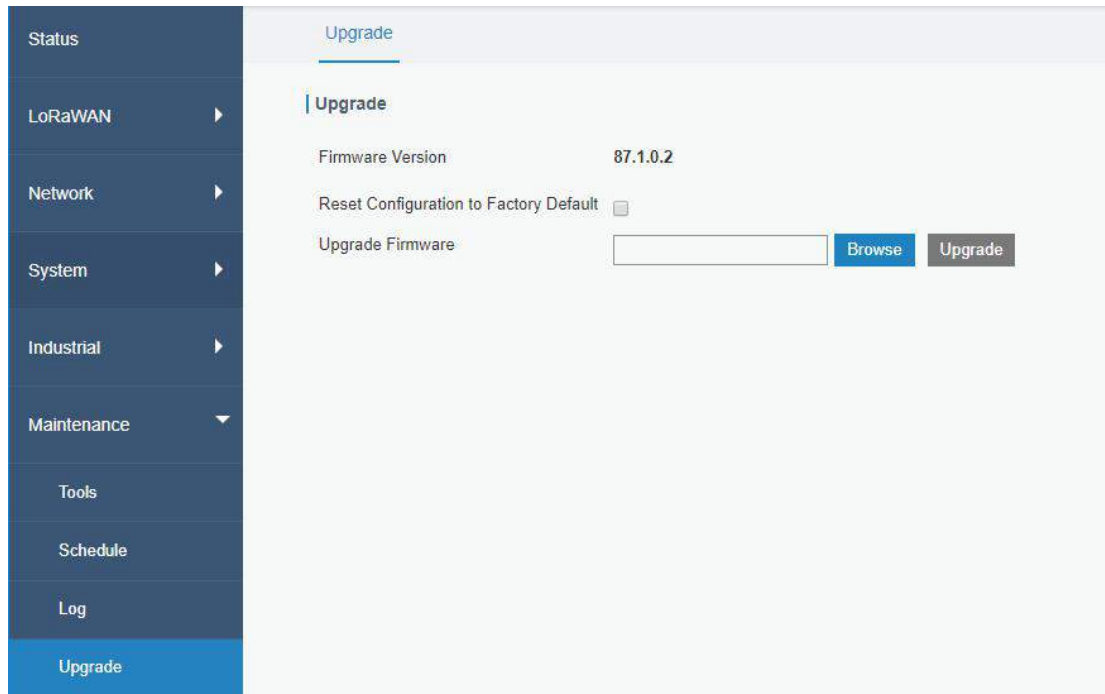 Status
LoRaWAN
Network
System
Industrial
Maintenance
Tools
Schedule
Log
Upgrade
Upgrade
Upgrade
Firmware Version 87.1.0.2
Reset Configuration to Factory Default
Upgrade Firmware Browse Upgrade